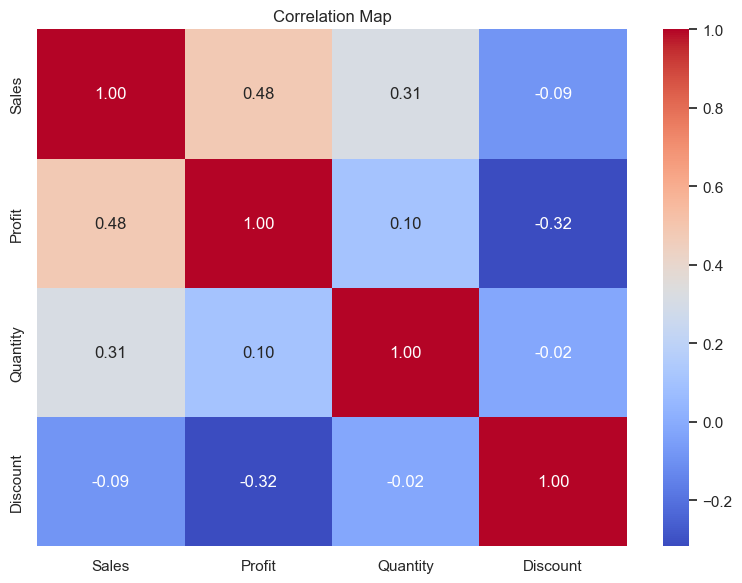 Correlation Map
Sales 1.00 0.48 0.31 -0.09
Profit 0.48 1.00 0.10 -0.32
Quantity 0.31 0.10 1.00 -0.02
Discount -0.09 -0.32 -0.02 1.00
Sales Profit Quantity Discount
1.0
0.8
0.6
0.4
0.2
0.0
−0.2